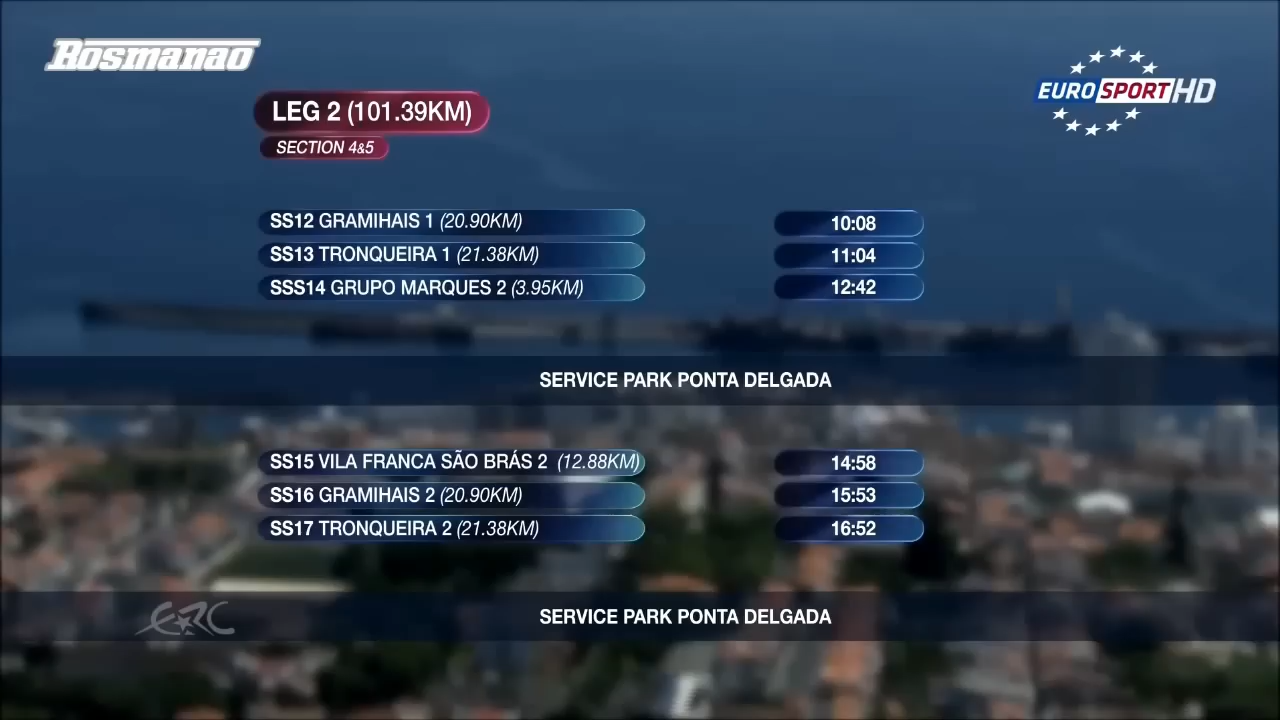 Rosmanao
EUROSPORT HD
LEG 2 (101.39KM)
SECTION 4&5
SS12 GRAMIHAIS 1 (20.90KM) 10:08
SS13 TRONQUEIRA 1 (21.38KM) 11:04
SSS14 GRUPO MARQUES 2 (3.95KM) 12:42
SERVICE PARK PONTA DELGADA
SS15 VILA FRANCA SÃO BRÁS 2 (12.88KM) 14:58
SS16 GRAMIHAIS 2 (20.90KM) 15:53
SS17 TRONQUEIRA 2 (21.38KM) 16:52
ERC
SERVICE PARK PONTA DELGADA